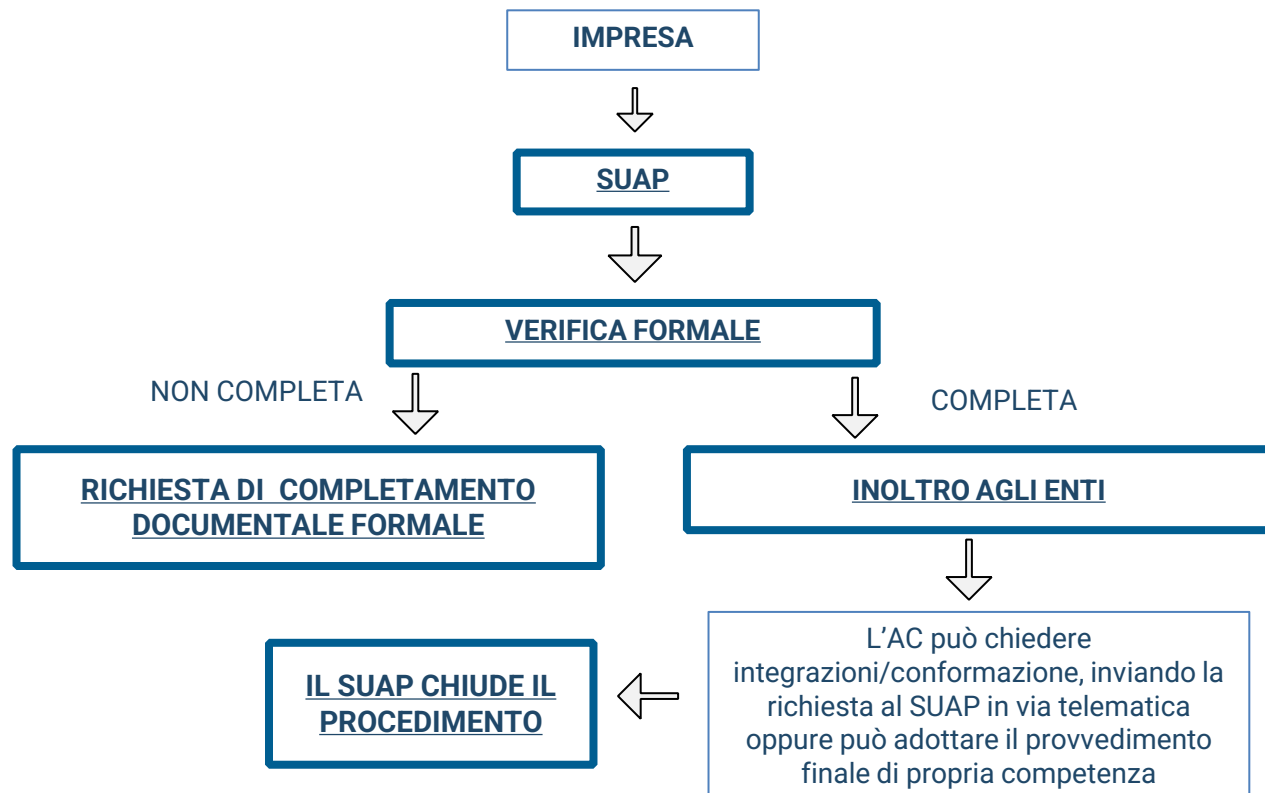 IMPRESA
SUAP
VERIFICA FORMALE
NON COMPLETA
COMPLETA
RICHIESTA DI COMPLETAMENTO
DOCUMENTALE FORMALE
INOLTRO AGLI ENTI
L’AC può chiedere
integrazioni/conformazione, inviando la
richiesta al SUAP in via telematica
oppure può adottare il provvedimento
finale di propria competenza
IL SUAP CHIUDE IL
PROCEDIMENTO